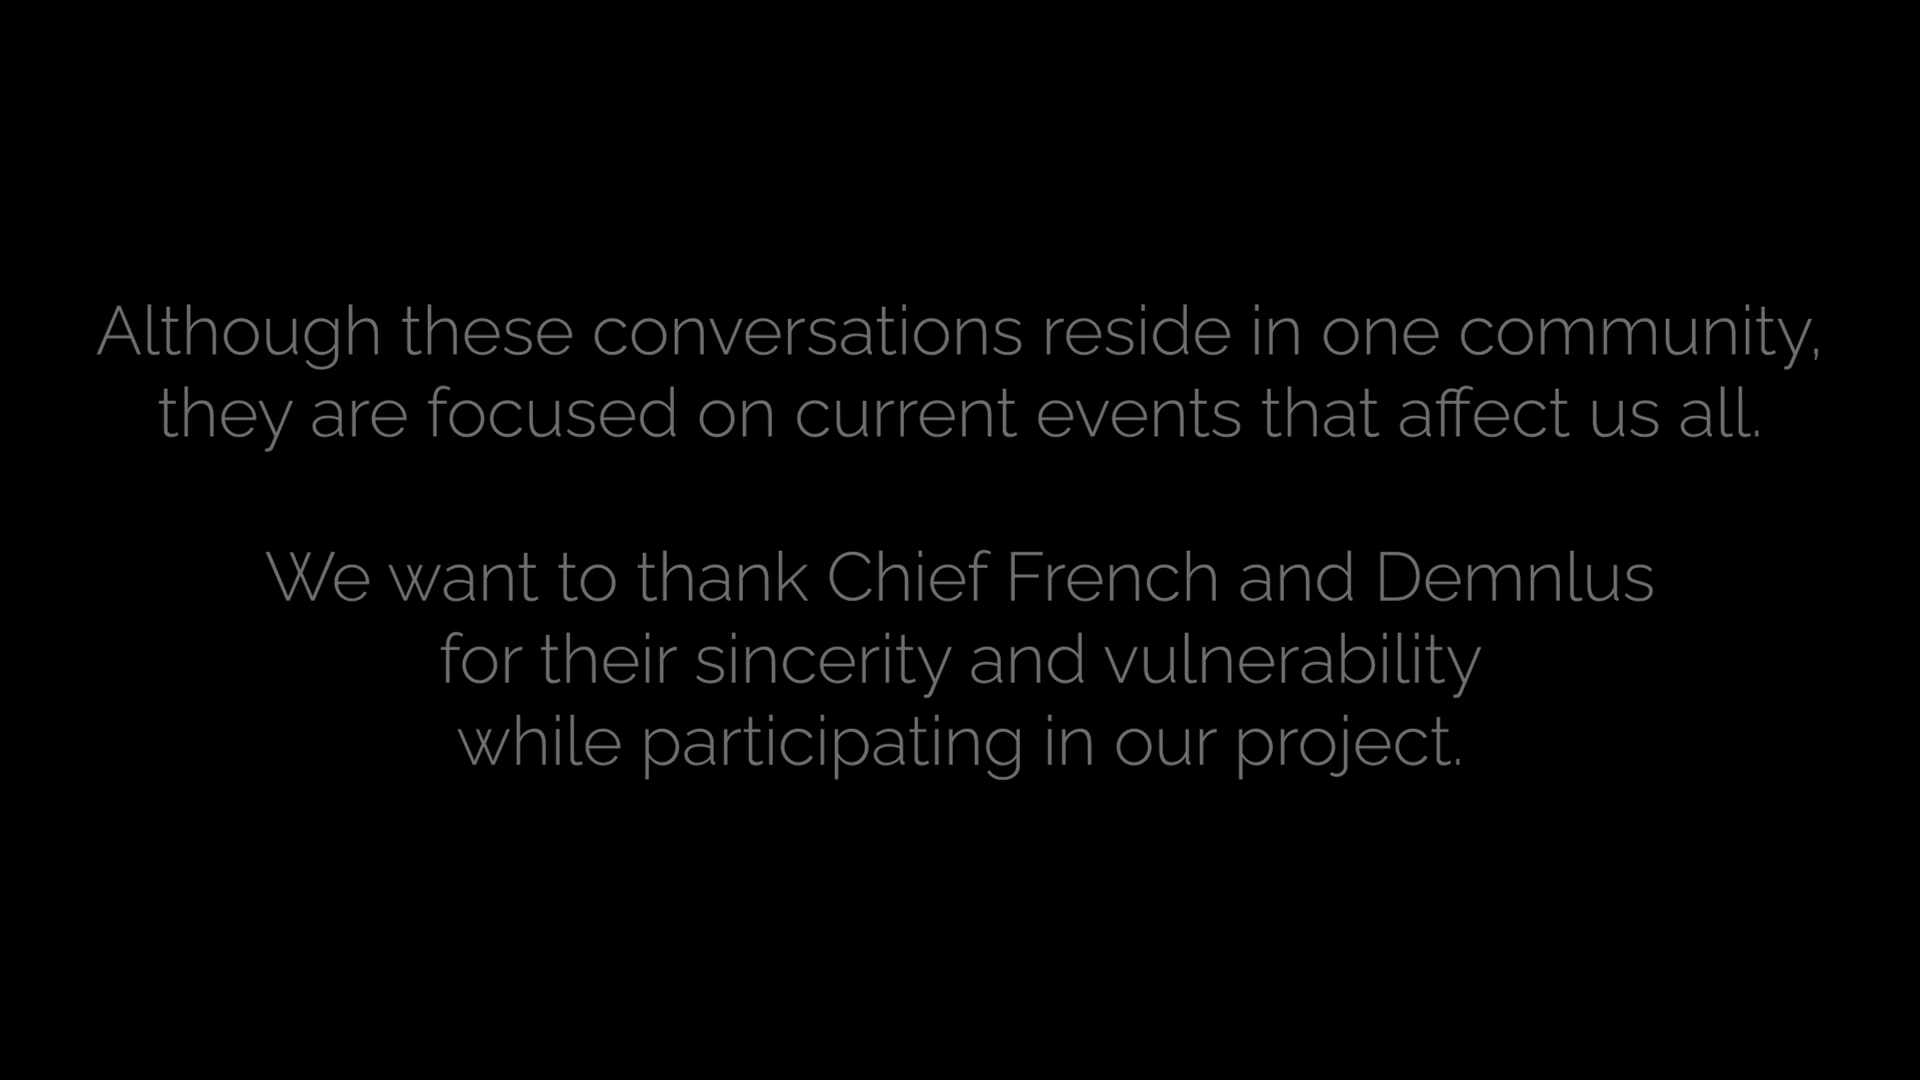 Although these conversations reside in one community,
they are focused on current events that affect us all.
We want to thank Chief French and Demnlus
for their sincerity and vulnerability
while participating in our project.